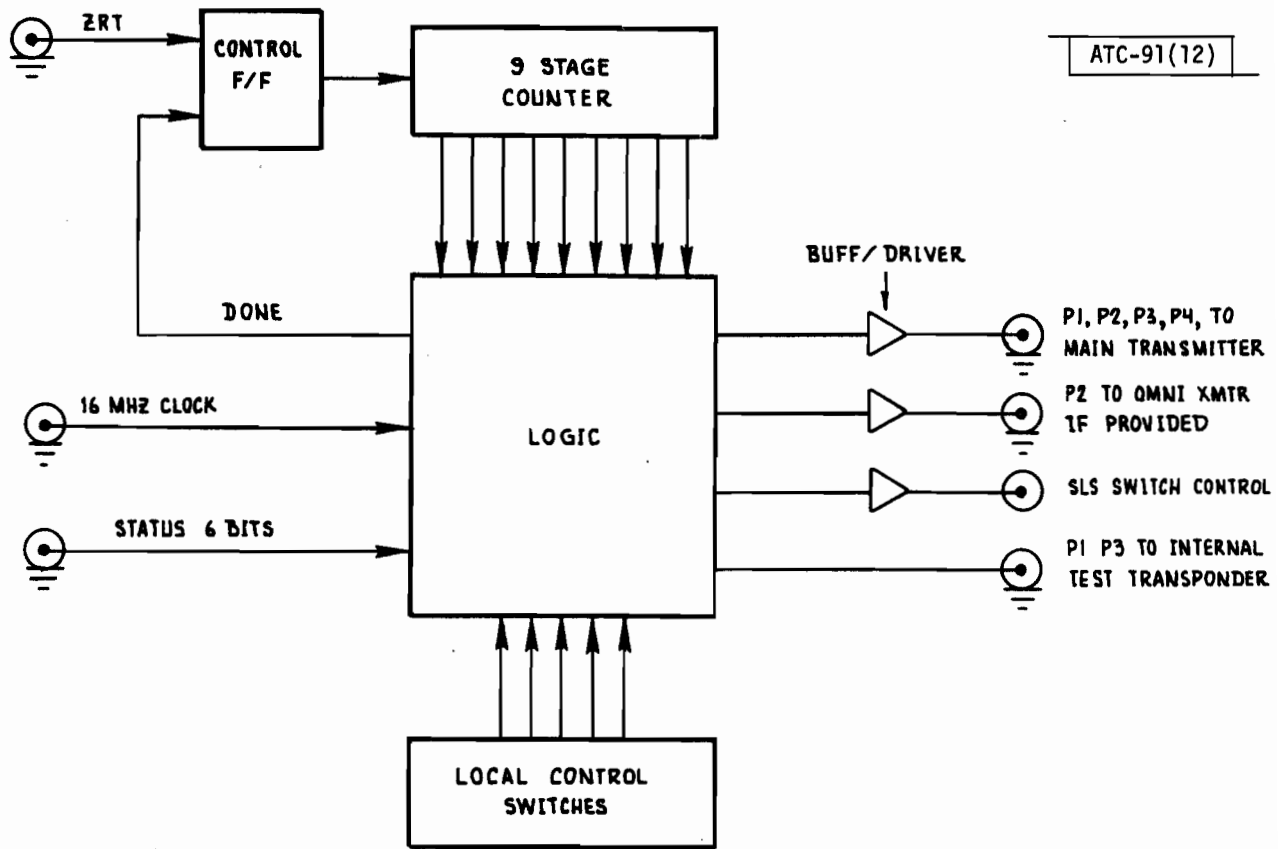 ZRT
CONTROL
F/F
9 STAGE
COUNTER
ATC-91(12)
BUFF/DRIVER
DONE
P1, P2, P3, P4, TO
MAIN TRANSMITTER
16 MHZ CLOCK
LOGIC
P2 TO OMNI XMTR
IF PROVIDED
SLS SWITCH CONTROL
STATUS 6 BITS
P1 P3 TO INTERNAL
TEST TRANSPONDER
LOCAL CONTROL
SWITCHES